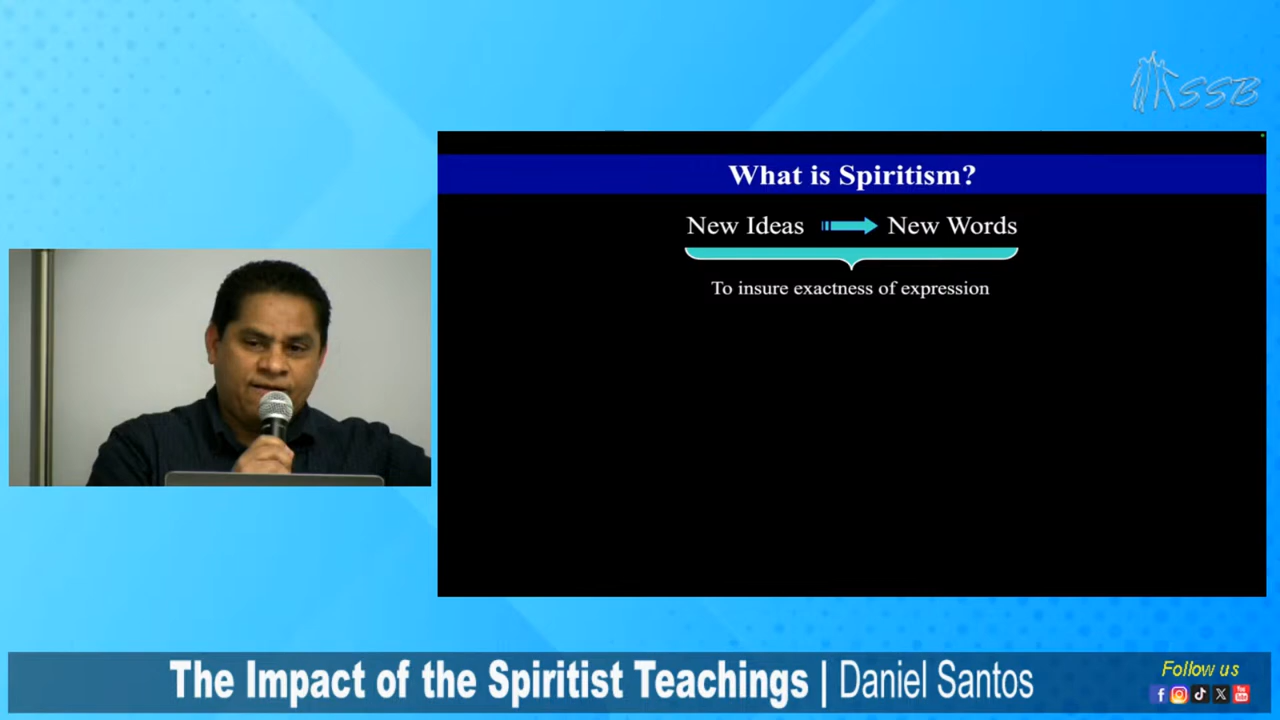 SSB
What is Spiritism?
New Ideas New Words
To insure exactness of expression
The Impact of the Spiritist Teachings | Daniel Santos
Follow us